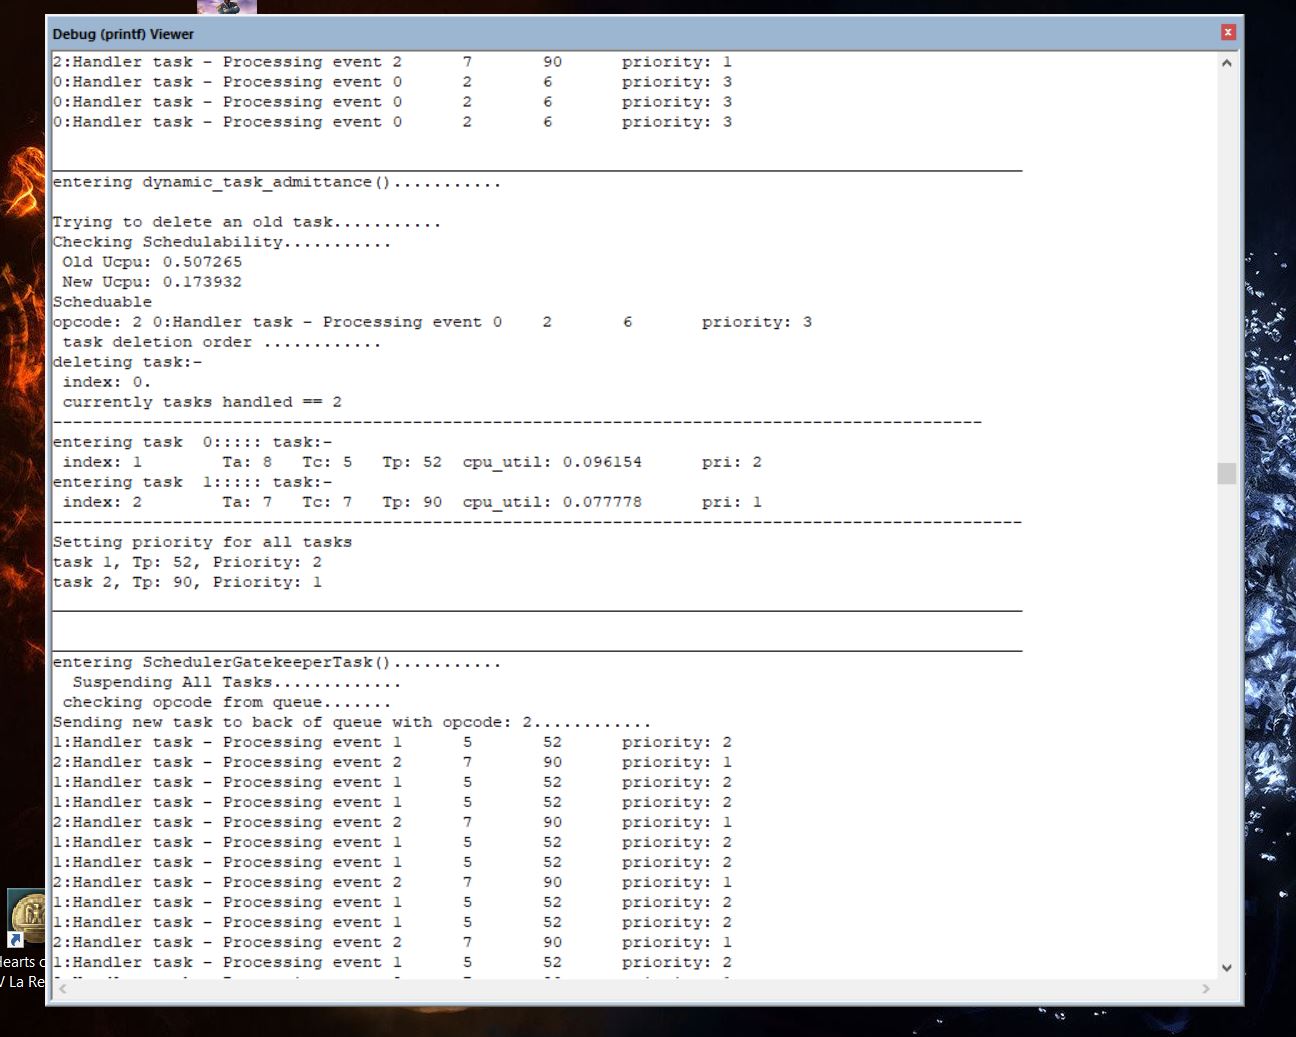 Debug (printf) Viewer
2:Handler task - Processing event 2 7 90 priority: 1
0:Handler task - Processing event 0 2 6 priority: 3
0:Handler task - Processing event 0 2 6 priority: 3
0:Handler task - Processing event 0 2 6 priority: 3
entering dynamic_task_admittance()...........
Trying to delete an old task...........
Checking Schedulability...........
Old Ucpu: 0.507265
New Ucpu: 0.173932
Scheduable
opcode: 2 0:Handler task - Processing event 0 2 6 priority: 3
task deletion order ............
deleting task:-
index: 0.
currently tasks handled == 2
---------------------------------------------------------------------------------------------
entering task 0::::: task:-
index: 1 Ta: 8 Tc: 5 Tp: 52 cpu_util: 0.096154 pri: 2
entering task 1::::: task:-
index: 2 Ta: 7 Tc: 7 Tp: 90 cpu_util: 0.077778 pri: 1
-------------------------------------------------------------------------------------------------
Setting priority for all tasks
task 1, Tp: 52, Priority: 2
task 2, Tp: 90, Priority: 1
entering SchedulerGatekeeperTask()...........
Suspending All Tasks.............
checking opcode from queue.......
Sending new task to back of queue with opcode: 2............
1:Handler task - Processing event 1 5 52 priority: 2
2:Handler task - Processing event 2 7 90 priority: 1
1:Handler task - Processing event 1 5 52 priority: 2
1:Handler task - Processing event 1 5 52 priority: 2
2:Handler task - Processing event 2 7 90 priority: 1
1:Handler task - Processing event 1 5 52 priority: 2
1:Handler task - Processing event 1 5 52 priority: 2
2:Handler task - Processing event 2 7 90 priority: 1
1:Handler task - Processing event 1 5 52 priority: 2
1:Handler task - Processing event 1 5 52 priority: 2
2:Handler task - Processing event 2 7 90 priority: 1
1:Handler task - Processing event 1 5 52 priority: 2
La Re